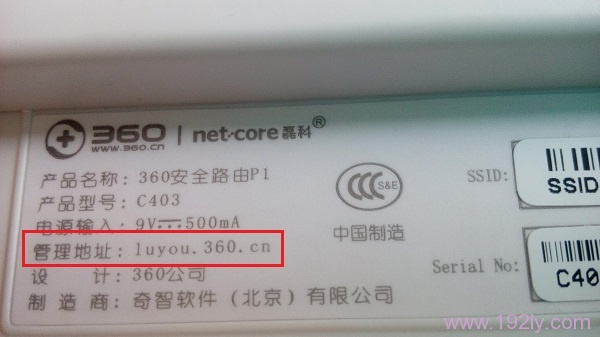 360 | net-core磊科®
www.360.cn
产品名称: 360安全路由P1
产品型号: C403
电源输入: 9V⎓500mA
管理地址: luyou.360.cn
设 计: 360公司
制 造 商: 奇智软件 (北京) 有限公司
S&E
中国制造
SSID:
SSID
Serial No:
C40
www.192ly.com